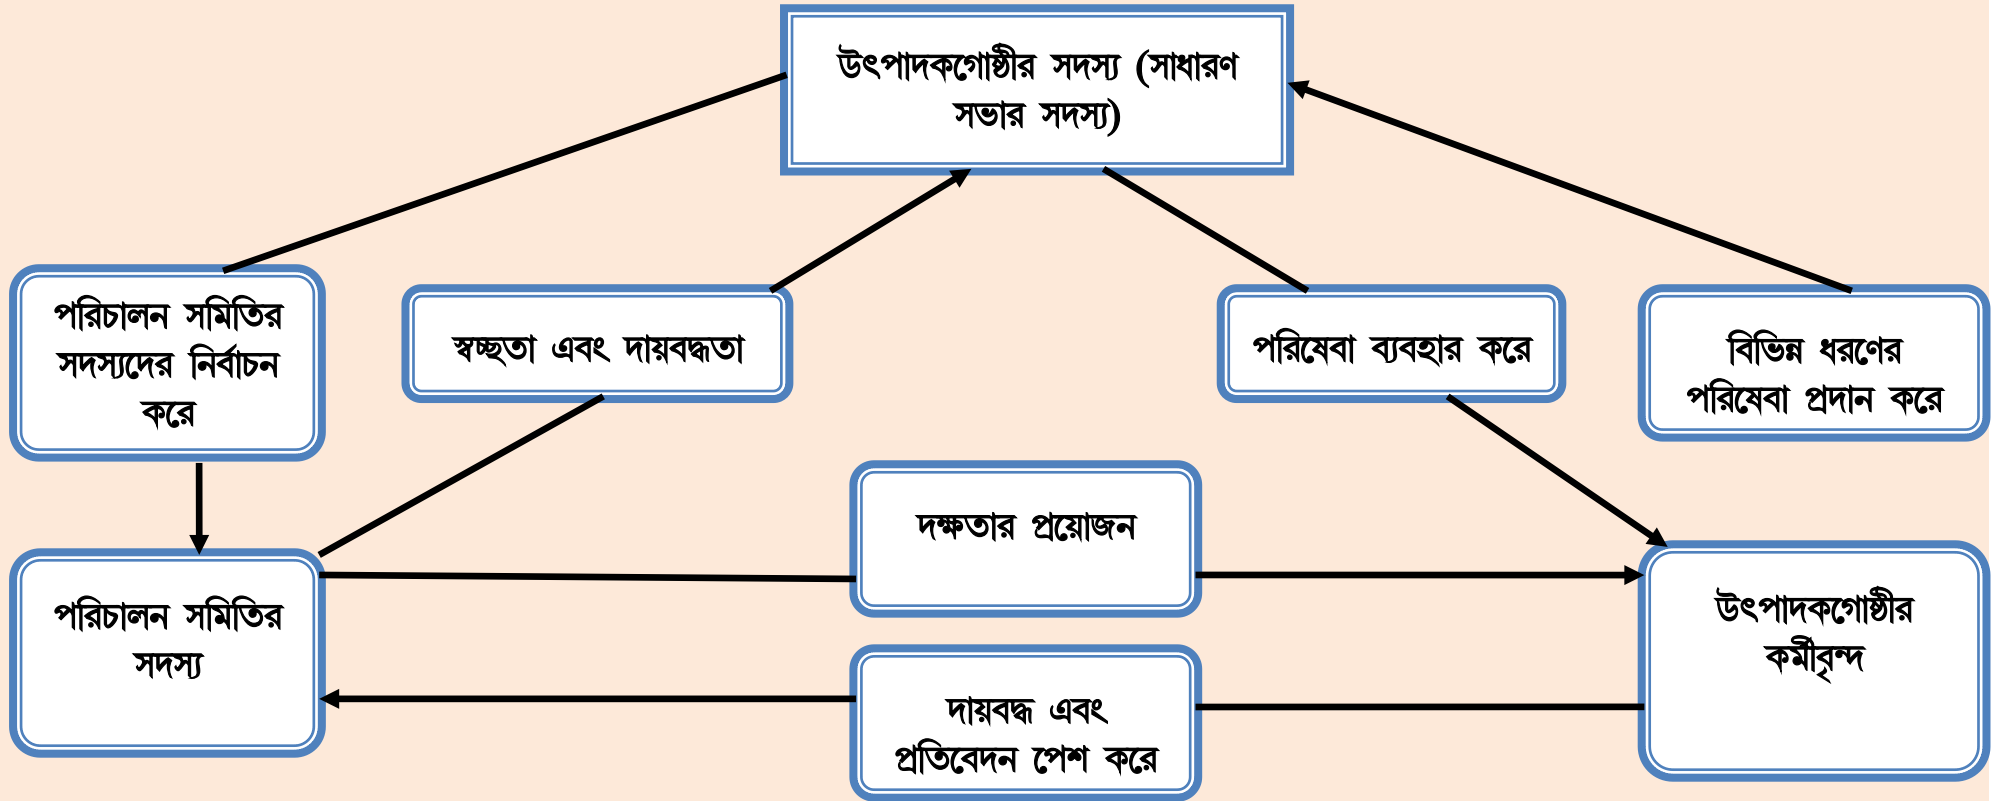 উৎপাদকগোষ্ঠীর সদস্য (সাধারণ
সভার সদস্য)
পরিচালন সমিতির
সদস্যদের নির্বাচন
করে
স্বচ্ছতা এবং দায়বদ্ধতা
পরিষেবা ব্যবহার করে
বিভিন্ন ধরণের
পরিষেবা প্রদান করে
দক্ষতার প্রয়োজন
পরিচালন সমিতির
সদস্য
উৎপাদকগোষ্ঠীর
কর্মীবৃন্দ
দায়বদ্ধ এবং
প্রতিবেদন পেশ করে